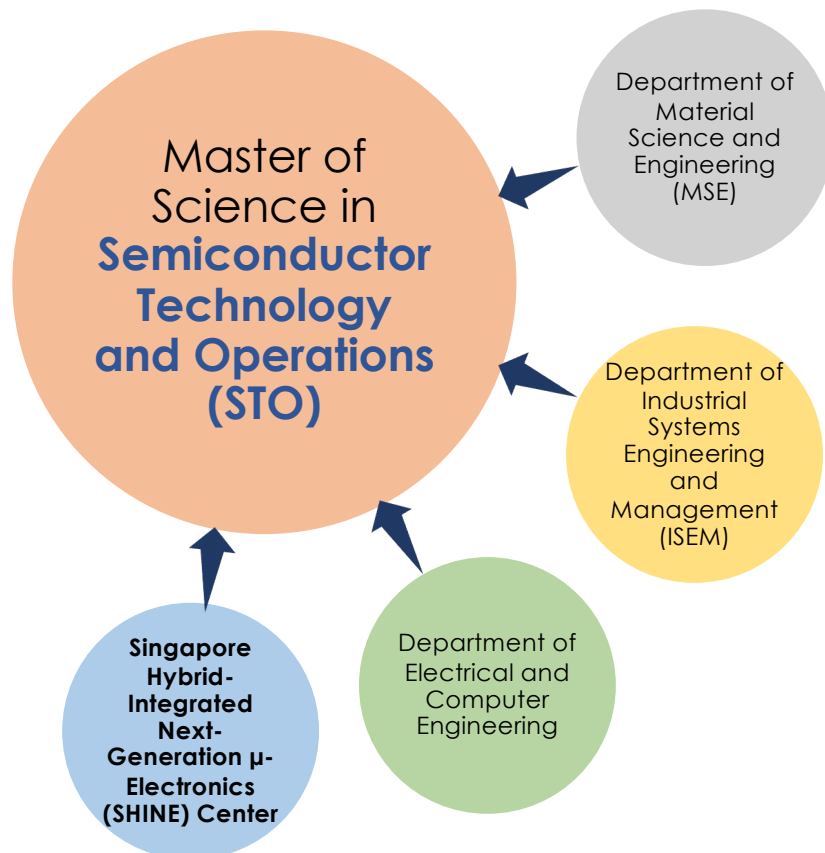 Master of
Science in
Semiconductor
Technology
and Operations
(STO)
Department of
Material
Science and
Engineering
(MSE)
Department of
Industrial
Systems
Engineering
and
Management
(ISEM)
Department of
Electrical and
Computer
Engineering
Singapore
Hybrid-
Integrated
Next-
Generation μ-
Electronics
(SHINE) Center